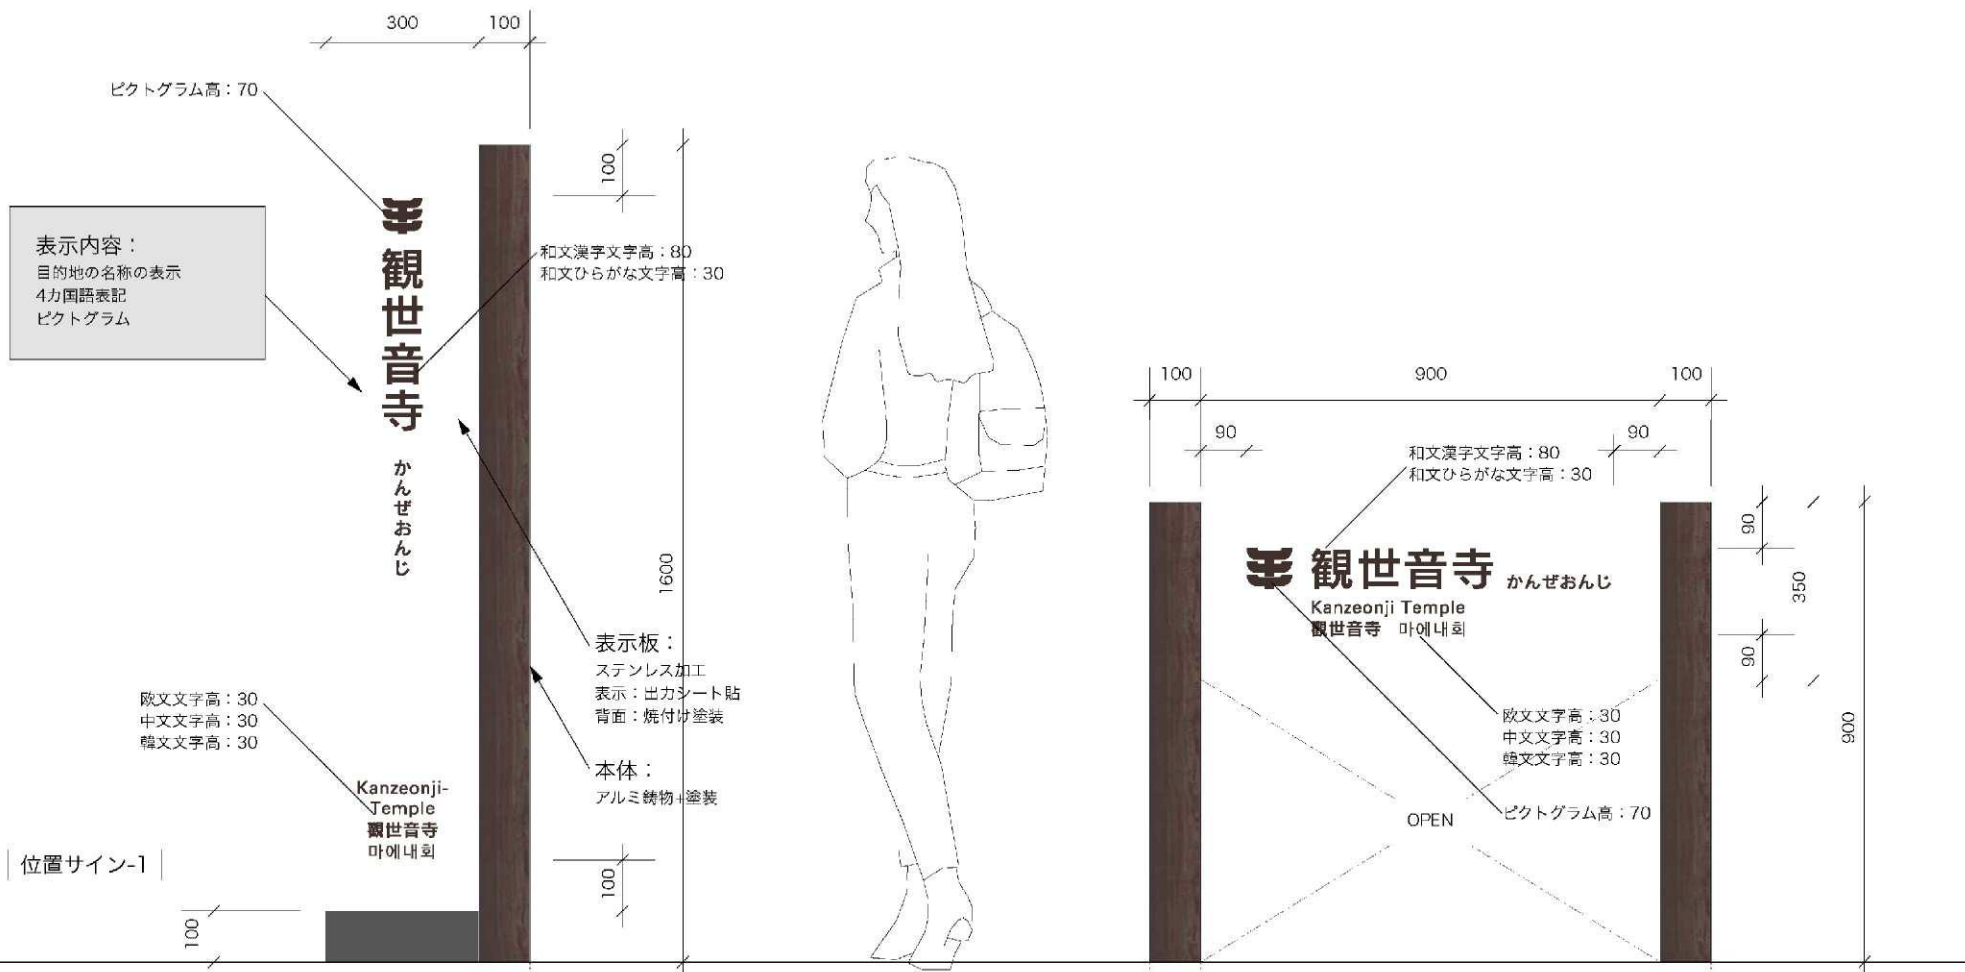 300
100
ピクトグラム高：70
100
表示内容：
目的地の名称の表示
4カ国語表記
ピクトグラム
観世音寺
かんぜおんじ
和文漢字文字高：80
和文ひらがな文字高：30
1600
表示板：
ステンレス加工
表示：出力シート貼
背面：焼付け塗装
本体：
アルミ鋳物+塗装
欧文文字高：30
中文文字高：30
韓文文字高：30
Kanzeonji-
Temple
觀世音寺
마에내회
位置サイン-1
100
100
100
900
100
90
90
和文漢字文字高：80
和文ひらがな文字高：30
90
350
90
900
観世音寺 かんぜおんじ
Kanzeonji Temple
觀世音寺 마에내회
欧文文字高：30
中文文字高：30
韓文文字高：30
ピクトグラム高：70
OPEN